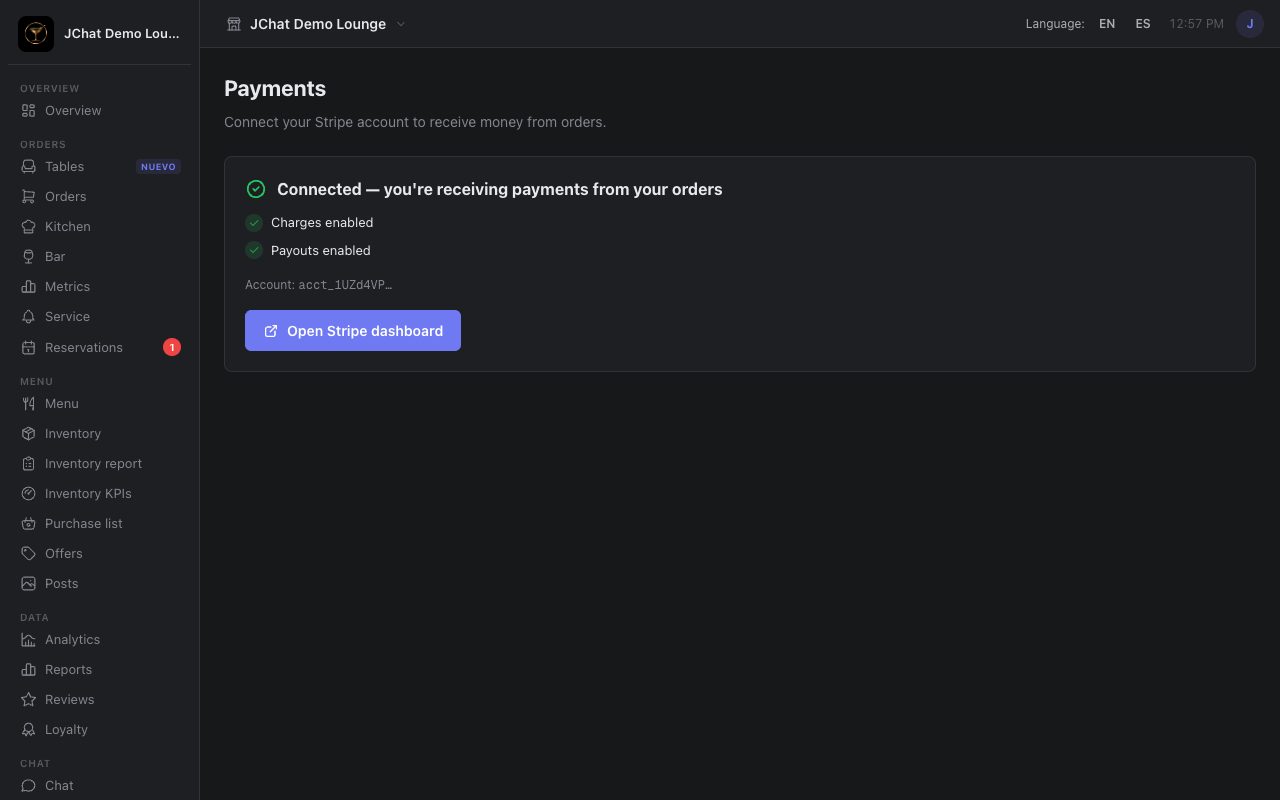 JChat Demo Lou...
JChat Demo Lounge
Language: EN ES 12:57 PM J
OVERVIEW
Overview
ORDERS
Tables NUEVO
Orders
Kitchen
Bar
Metrics
Service
Reservations 1
MENU
Menu
Inventory
Inventory report
Inventory KPIs
Purchase list
Offers
Posts
DATA
Analytics
Reports
Reviews
Loyalty
CHAT
Chat
Payments
Connect your Stripe account to receive money from orders.
Connected — you're receiving payments from your orders
Charges enabled
Payouts enabled
Account: acct_1UZd4VP…
Open Stripe dashboard